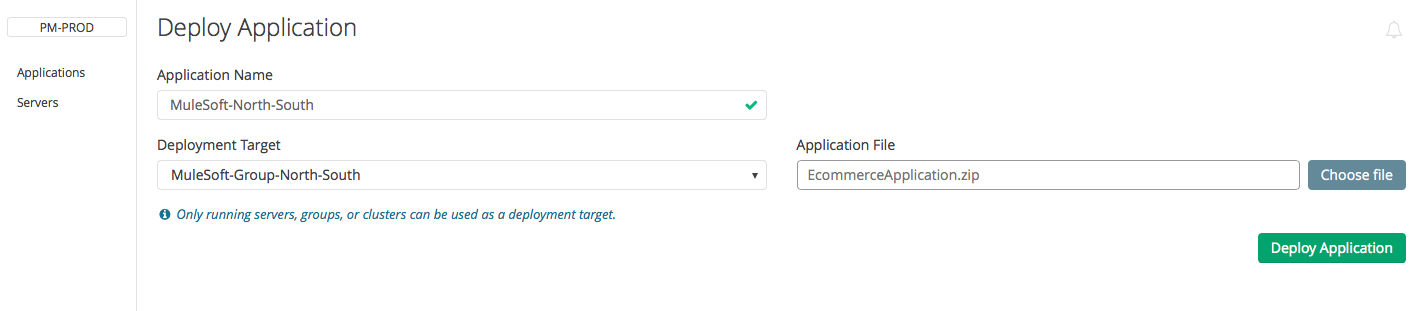 PM-PROD
Applications
Servers
Deploy Application
Application Name
MuleSoft-North-South
Deployment Target
MuleSoft-Group-North-South
Only running servers, groups, or clusters can be used as a deployment target.
Application File
EcommerceApplication.zip
Choose file
Deploy Application